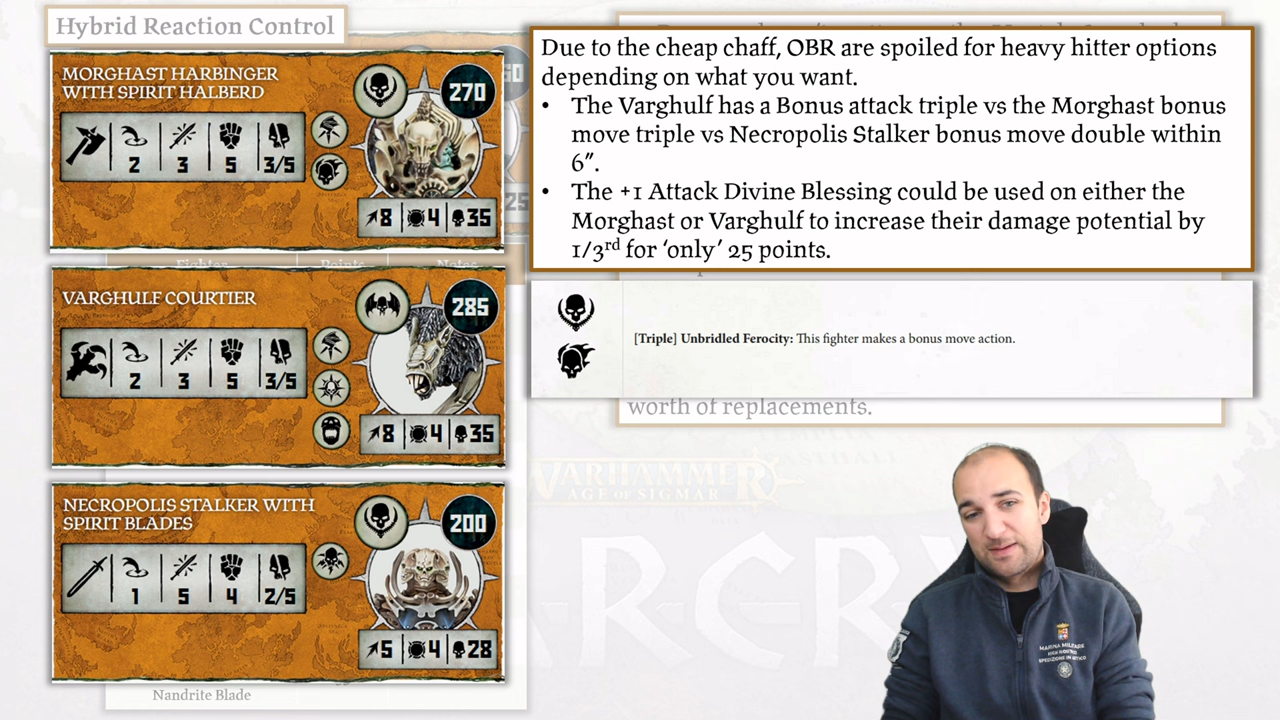 Hybrid Reaction Control
MORGHAST HARBINGER
WITH SPIRIT HALBERD
270
2 3 5 3/5
8 4 35
Fighter Points Notes
VARGHULF COURTIER
285
2 3 5 3/5
8 4 35
NECROPOLIS STALKER WITH
SPIRIT BLADES
200
1 5 4 2/5
5 4 28
Nandrite Blade
Due to the cheap chaff, OBR are spoiled for heavy hitter options
depending on what you want.
• The Varghulf has a Bonus attack triple vs the Morghast bonus
move triple vs Necropolis Stalker bonus move double within
6”.
• The +1 Attack Divine Blessing could be used on either the
Morghast or Varghulf to increase their damage potential by
1/3rd for ‘only’ 25 points.
[Triple] Unbridled Ferocity: This fighter makes a bonus move action.
worth of replacements.
WARHAMMER
AGE OF SIGMAR
MARINA MILITARE